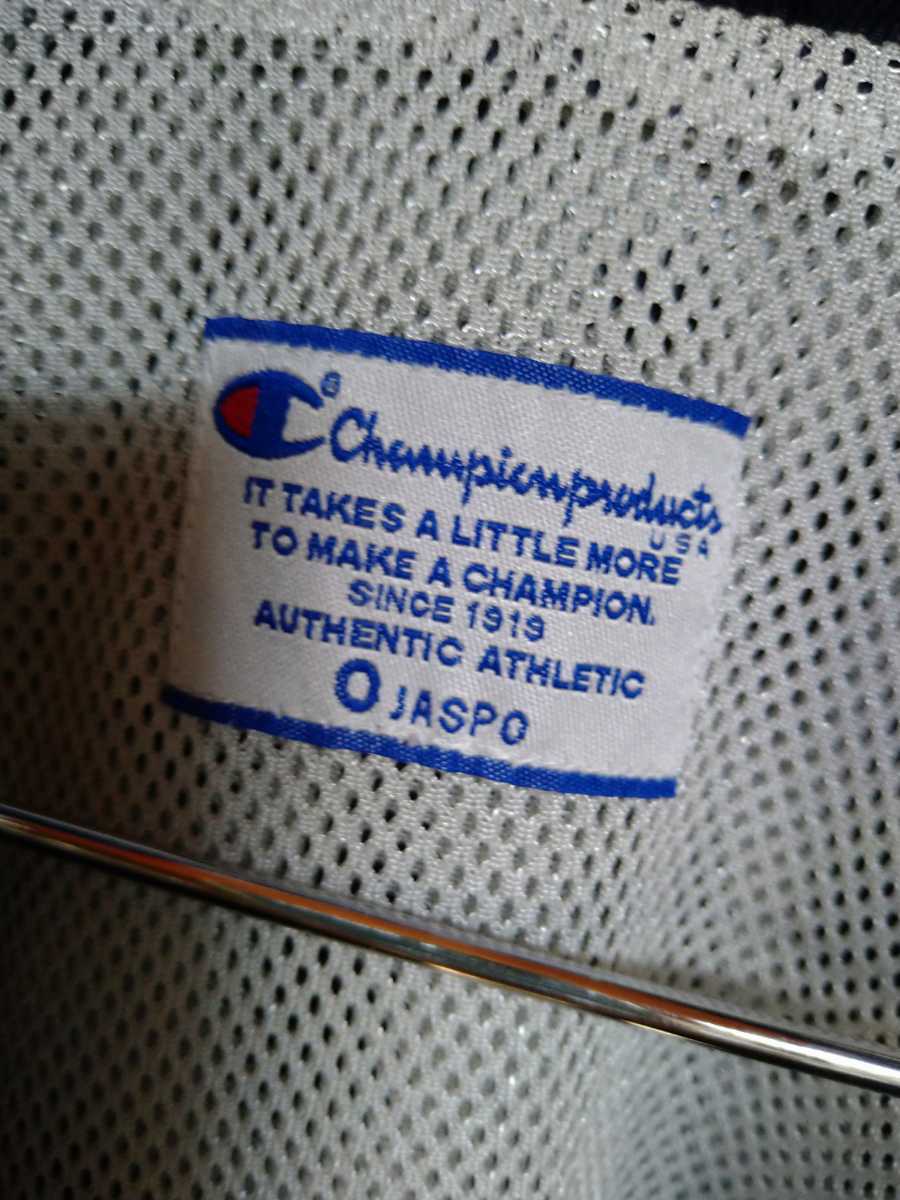 C® Championproducts
USA
IT TAKES A LITTLE MORE
TO MAKE A CHAMPION.
SINCE 1919
AUTHENTIC ATHLETIC
O JASPO